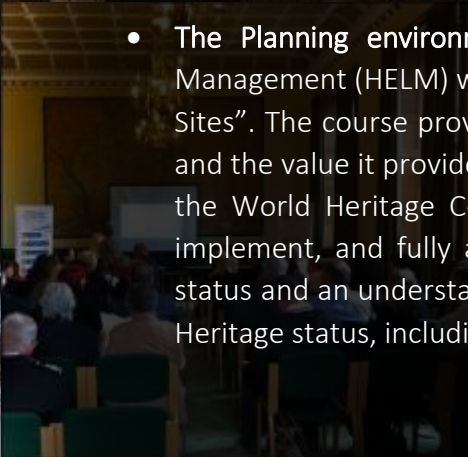 • The Planning environ
Management (HELM) w
Sites”. The course prov
and the value it provide
the World Heritage C
implement, and fully a
status and an understa
Heritage status, includi